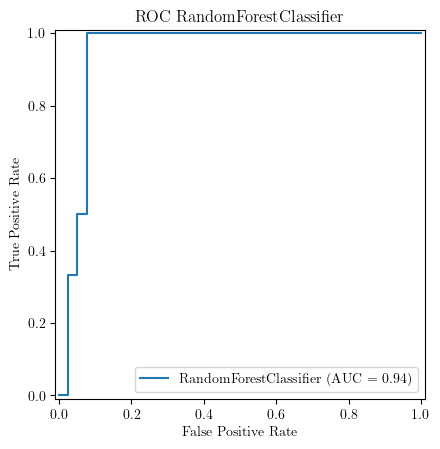 ROC RandomForestClassifier
1.0
0.8
0.6
0.4
0.2
0.0
True Positive Rate
RandomForestClassifier (AUC = 0.94)
0.0 0.2 0.4 0.6 0.8 1.0
False Positive Rate